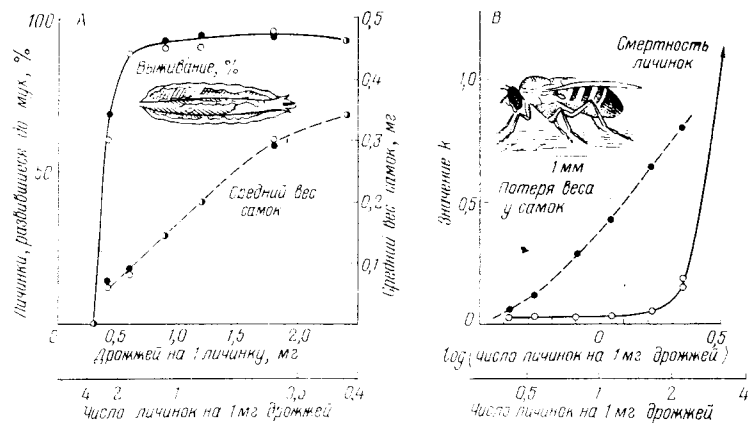 А
100
Личинки, развившиеся до мух, %
50
0,5
0,4
0,3
0,2
0,1
Средний вес самок, мг
Выживание, %
Средний вес
самок
0,5
1,0
1,5
2,0
Дрожжей на 1 личинку, мг
4
2
1
0,4
Число личинок на 1 мг дрожжей
В
Значение k
1,0
0,5
0
Смертность
личинок
1 мм
Потеря веса
у самок
0
0,5
log (число личинок на 1 мг дрожжей)
0,5
1
2
4
Число личинок на 1 мг дрожжей